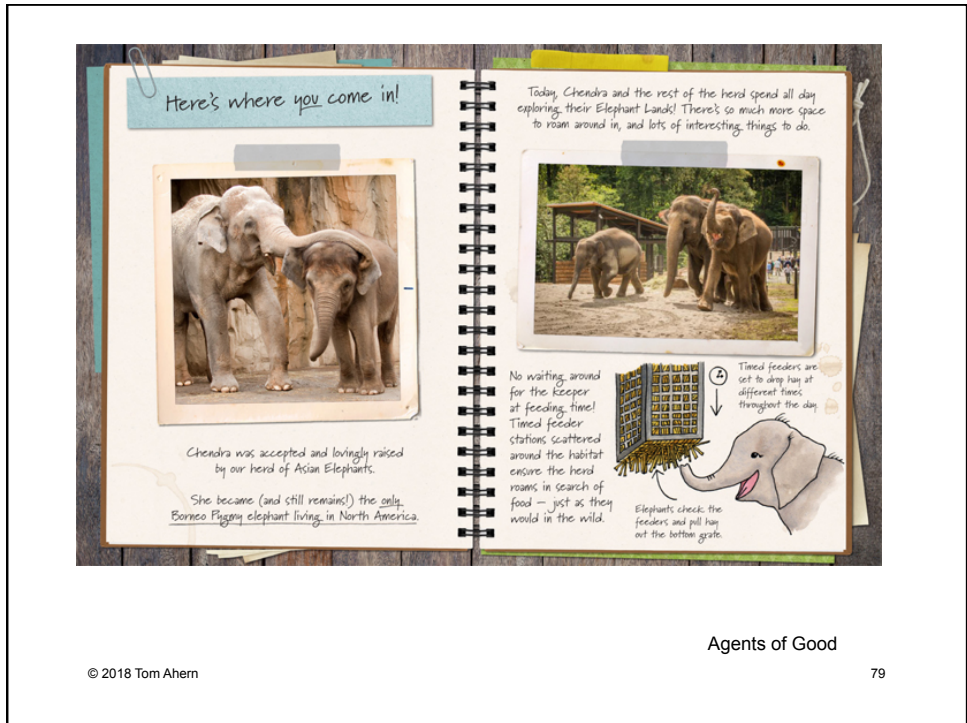 Here's where you come in!
Chendra was accepted and lovingly raised
by our herd of Asian Elephants.
She became (and still remains!) the only
Borneo Pygmy elephant living in North America.
Today, Chendra and the rest of the herd spend all day
exploring their Elephant Lands! There's so much more space
to roam around in, and lots of interesting things to do.
No waiting around
for the keeper
at feeding time!
Timed feeder
stations scattered
around the habitat
ensure the herd
roams in search of
food – just as they
would in the wild.
Timed feeders are
set to drop hay at
different times
throughout the day.
Elephants check the
feeders and pull hay
out the bottom grate.
Agents of Good
© 2018 Tom Ahern
79